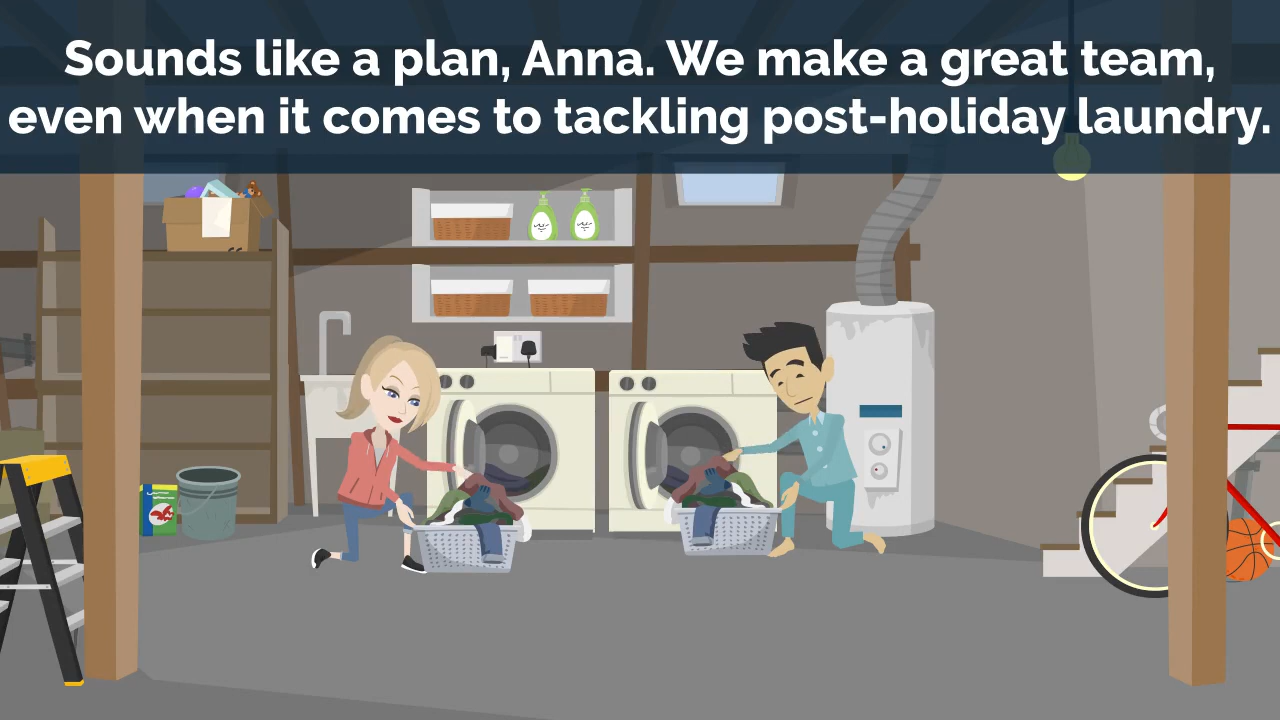 Sounds like a plan, Anna. We make a great team,
even when it comes to tackling post-holiday laundry.